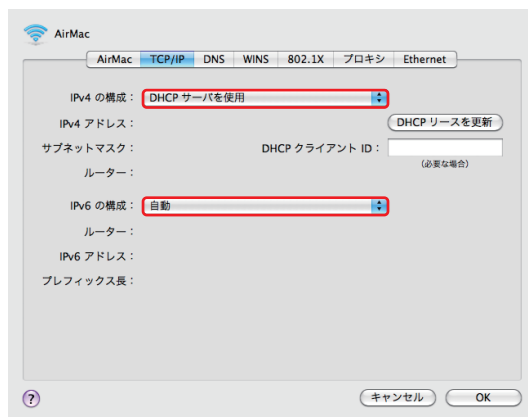 AirMac
AirMac TCP/IP DNS WINS 802.1X プロキシ Ethernet
IPv4 の構成： DHCP サーバを使用
IPv4 アドレス： DHCP リースを更新
サブネットマスク： DHCP クライアント ID：
ルーター： （必要な場合）
IPv6 の構成： 自動
ルーター：
IPv6 アドレス：
プレフィックス長：
? キャンセル OK